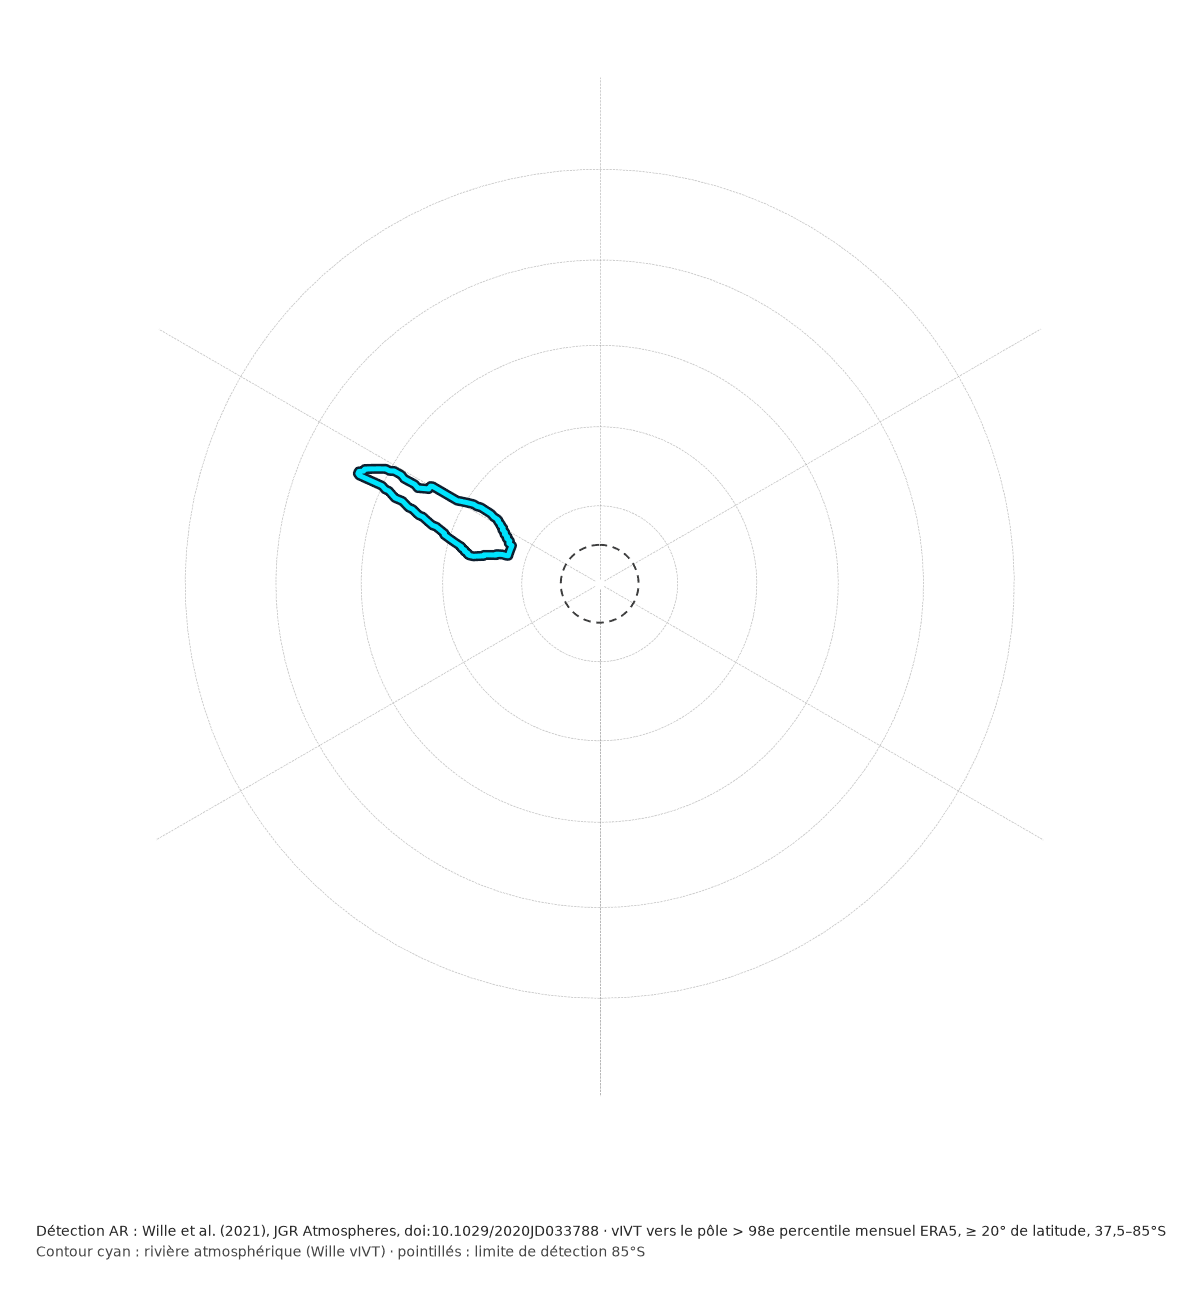 Détection AR : Wille et al. (2021), JGR Atmospheres, doi:10.1029/2020JD033788 · vIVT vers le pôle > 98e percentile mensuel ERA5, ≥ 20° de latitude, 37,5–85°S
Contour cyan : rivière atmosphérique (Wille vIVT) · pointillés : limite de détection 85°S